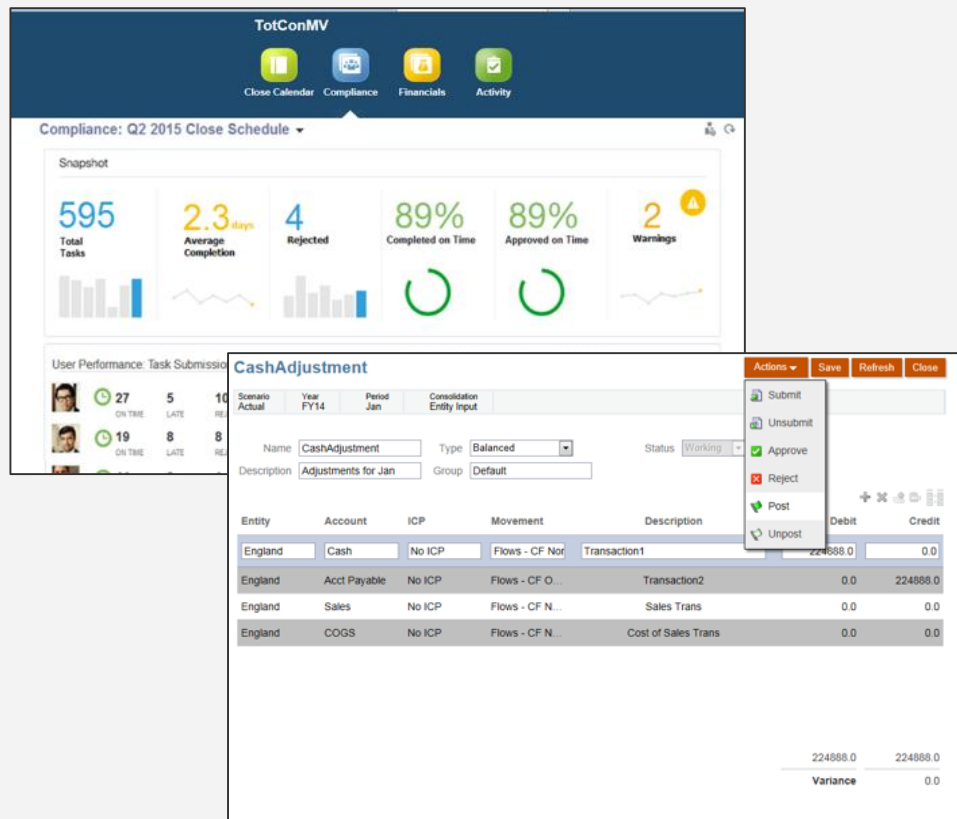 TotConMV
Close Calendar Compliance Financials Activity
Compliance: Q2 2015 Close Schedule
Snapshot
595 2.3 days 4 89% 89% 2
Total Tasks Average Completion Rejected Completed on Time Approved on Time Warnings
User Performance: Task Submissio
27 5 10
ON TIME LATE REJ
19 8 8
ON TIME LATE
CashAdjustment Actions Save Refresh Close
Scenario Year Period Consolidation
Actual FY14 Jan Entity Input
Submit
Unsubmit
Approve
Reject
Post
Unpost
Name CashAdjustment Type Balanced Status Working
Description Adjustments for Jan Group Default
Entity Account ICP Movement Description Debit Credit
England Cash No ICP Flows - CF Nor Transaction1 224688.0 0.0
England Acct Payable No ICP Flows - CF O... Transaction2 0.0 224888.0
England Sales No ICP Flows - CF N... Sales Trans 0.0 0.0
England COGS No ICP Flows - CF N... Cost of Sales Trans 0.0 0.0
224888.0 224888.0
Variance 0.0